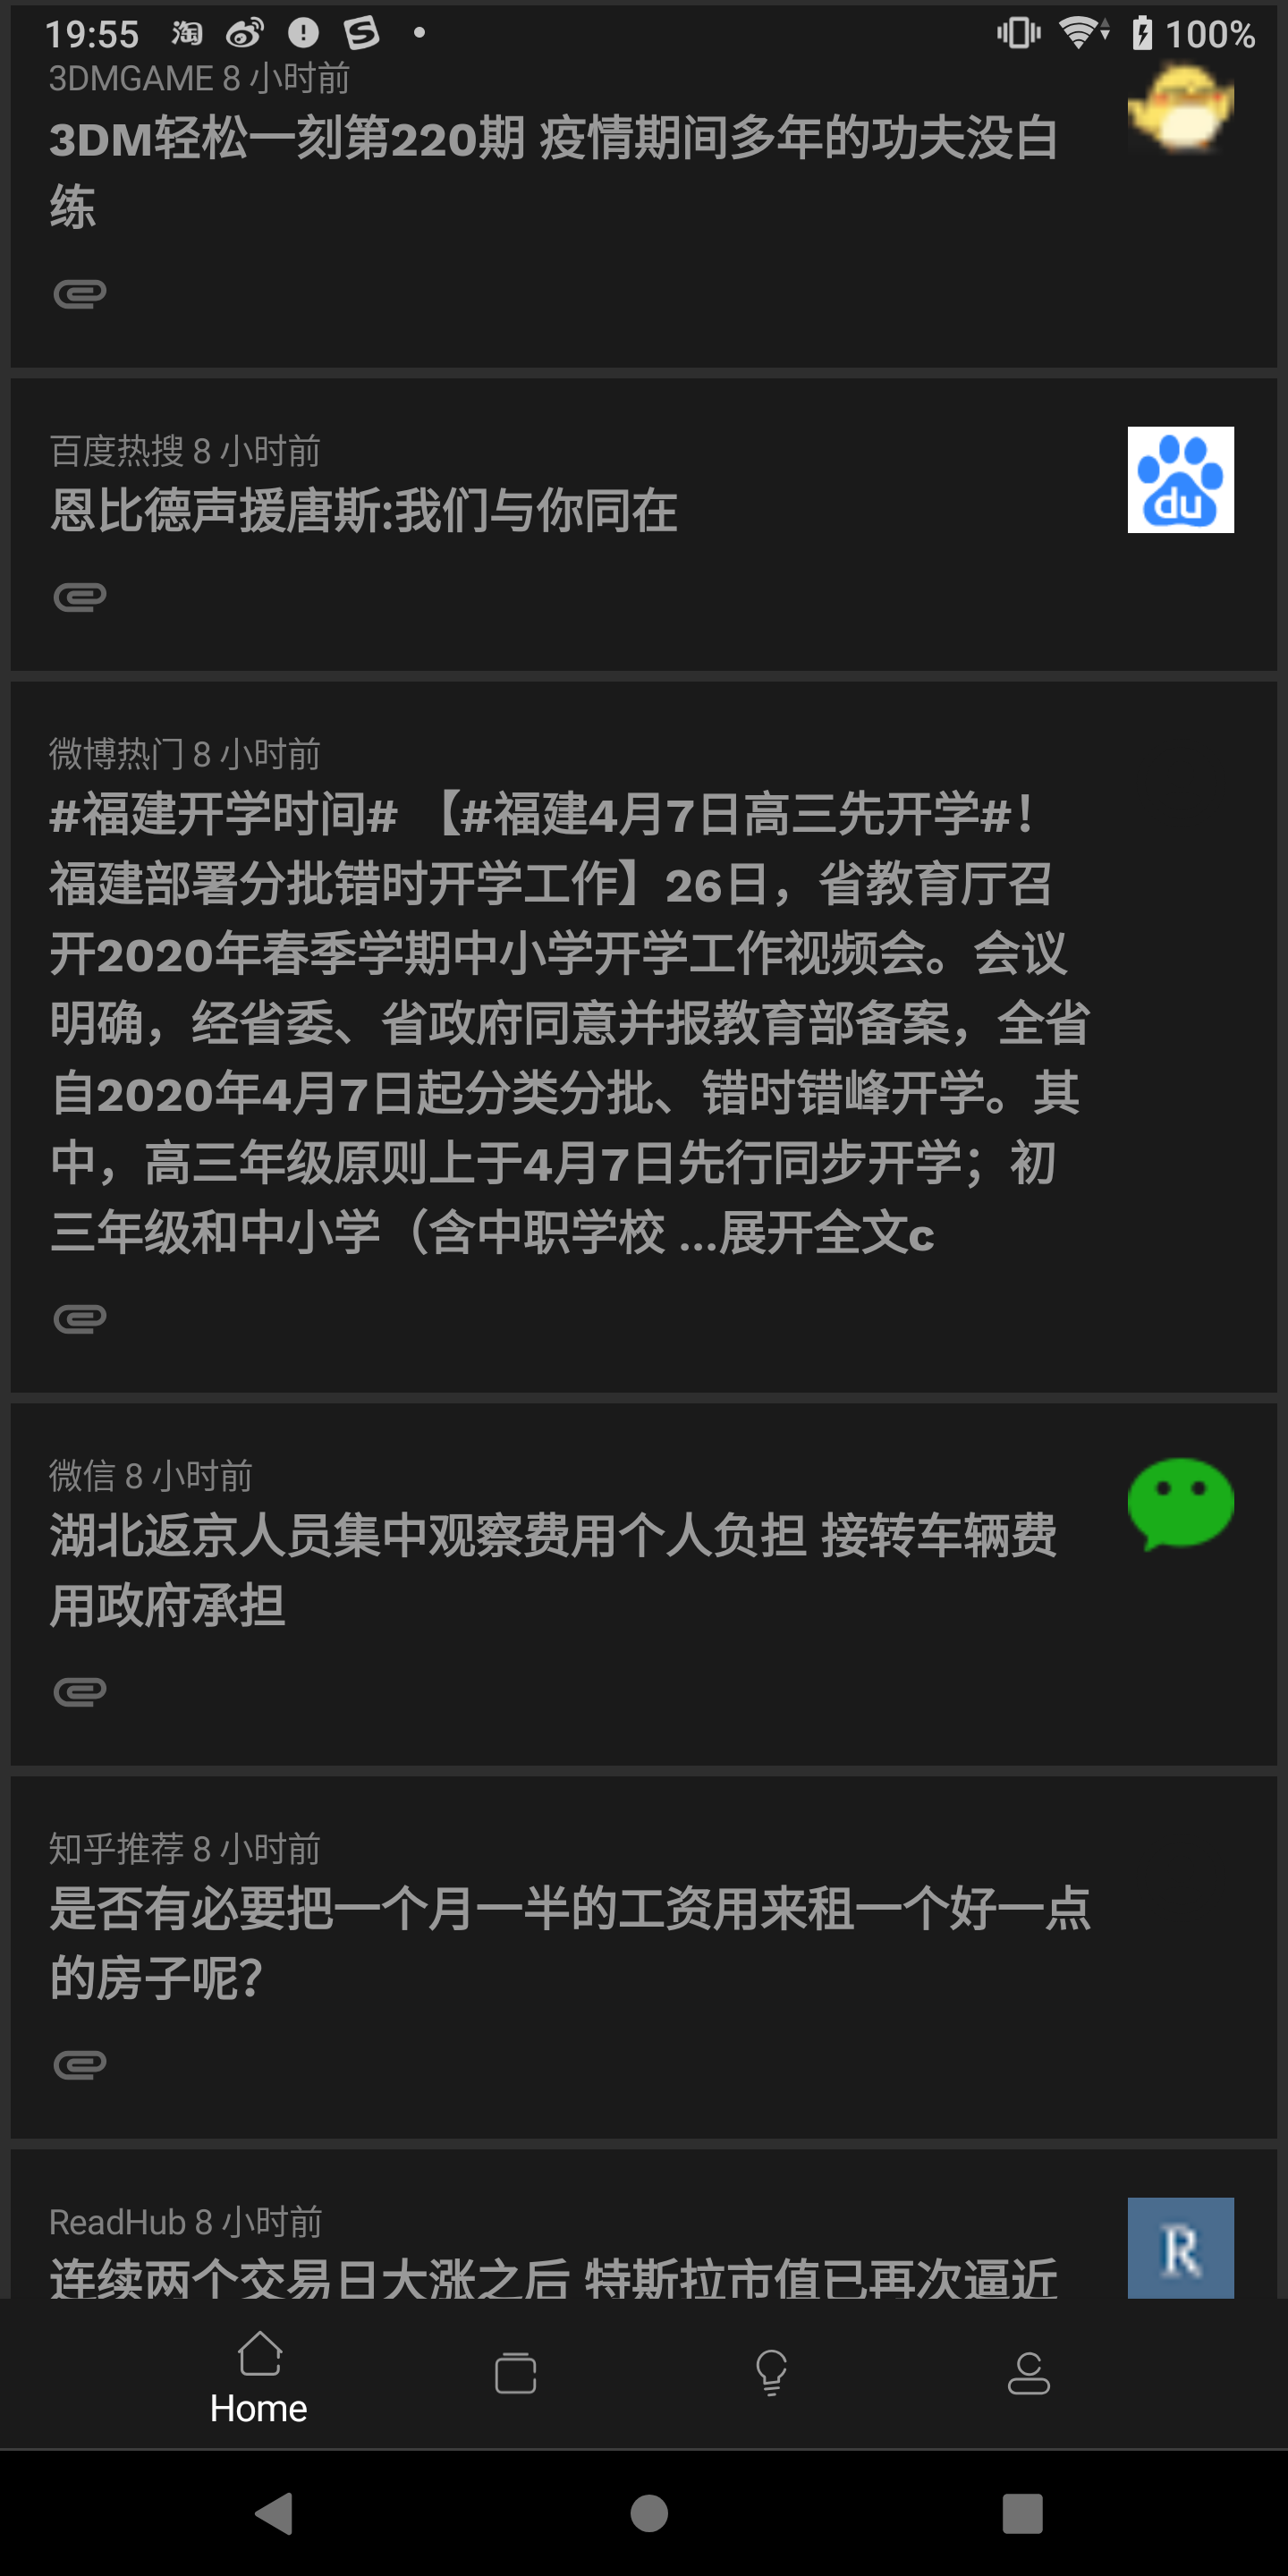 19:55 淘 100%
3DMGAME 8 小时前
3DM轻松一刻第220期 疫情期间多年的功夫没白
练
百度热搜 8 小时前
du
恩比德声援唐斯:我们与你同在
微博热门 8 小时前
#福建开学时间# 【#福建4月7日高三先开学#！
福建部署分批错时开学工作】26日，省教育厅召
开2020年春季学期中小学开学工作视频会。会议
明确，经省委、省政府同意并报教育部备案，全省
自2020年4月7日起分类分批、错时错峰开学。其
中，高三年级原则上于4月7日先行同步开学；初
三年级和中小学（含中职学校 ...展开全文c
微信 8 小时前
湖北返京人员集中观察费用个人负担 接转车辆费
用政府承担
知乎推荐 8 小时前
是否有必要把一个月一半的工资用来租一个好一点
的房子呢？
ReadHub 8 小时前
R
连续两个交易日大涨之后 特斯拉市值已再次逼近
Home